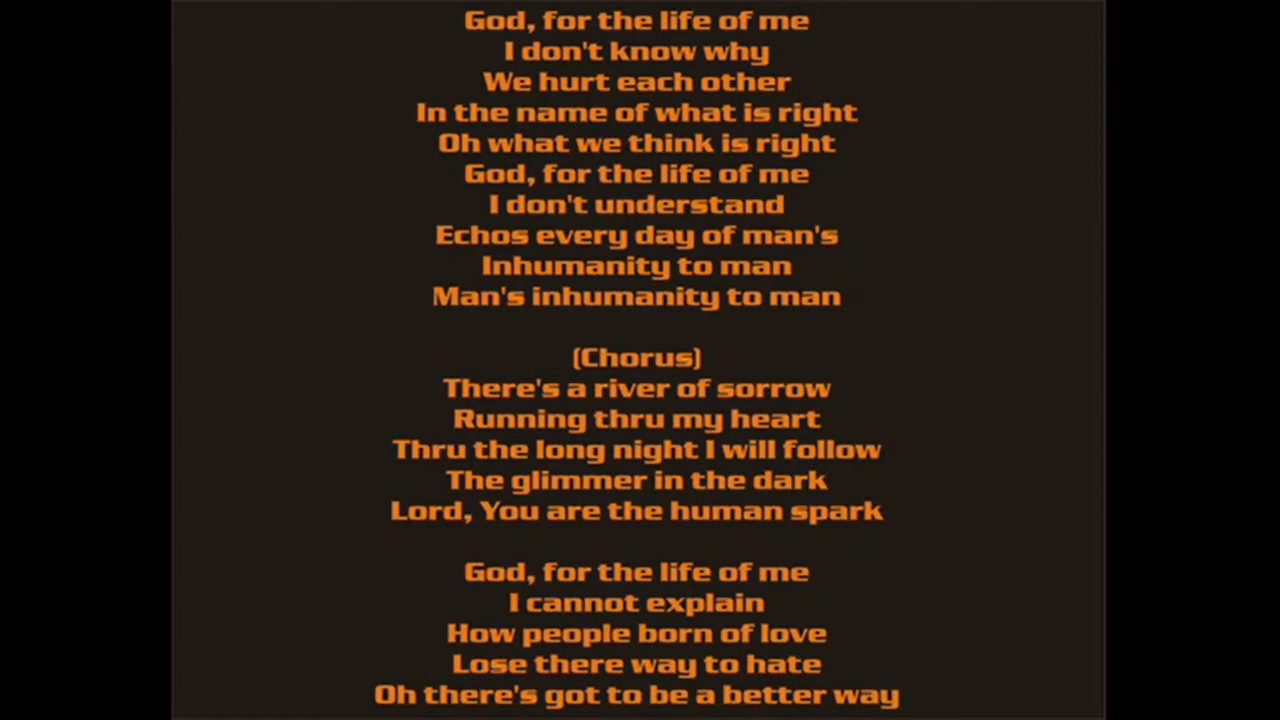 God, for the life of me
I don't know why
We hurt each other
In the name of what is right
Oh what we think is right
God, for the life of me
I don't understand
Echos every day of man's
Inhumanity to man
Man's inhumanity to man
(Chorus)
There's a river of sorrow
Running thru my heart
Thru the long night I will follow
The glimmer in the dark
Lord, You are the human spark
God, for the life of me
I cannot explain
How people born of love
Lose there way to hate
Oh there's got to be a better way